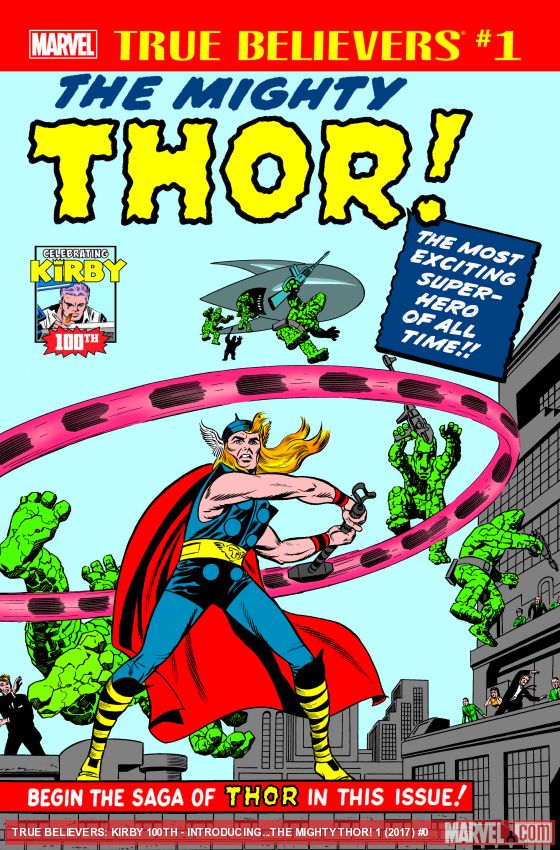 MARVEL TRUE BELIEVERS® #1
THE MIGHTY
THOR!
CELEBRATING
KIRBY
100TH
THE MOST
EXCITING
SUPER-
HERO
OF ALL
TIME!!
BEGIN THE SAGA OF THOR IN THIS ISSUE!
TRUE BELIEVERS: KIRBY 100TH - INTRODUCING...THE MIGHTY THOR! 1 (2017) #0
MARVEL.com